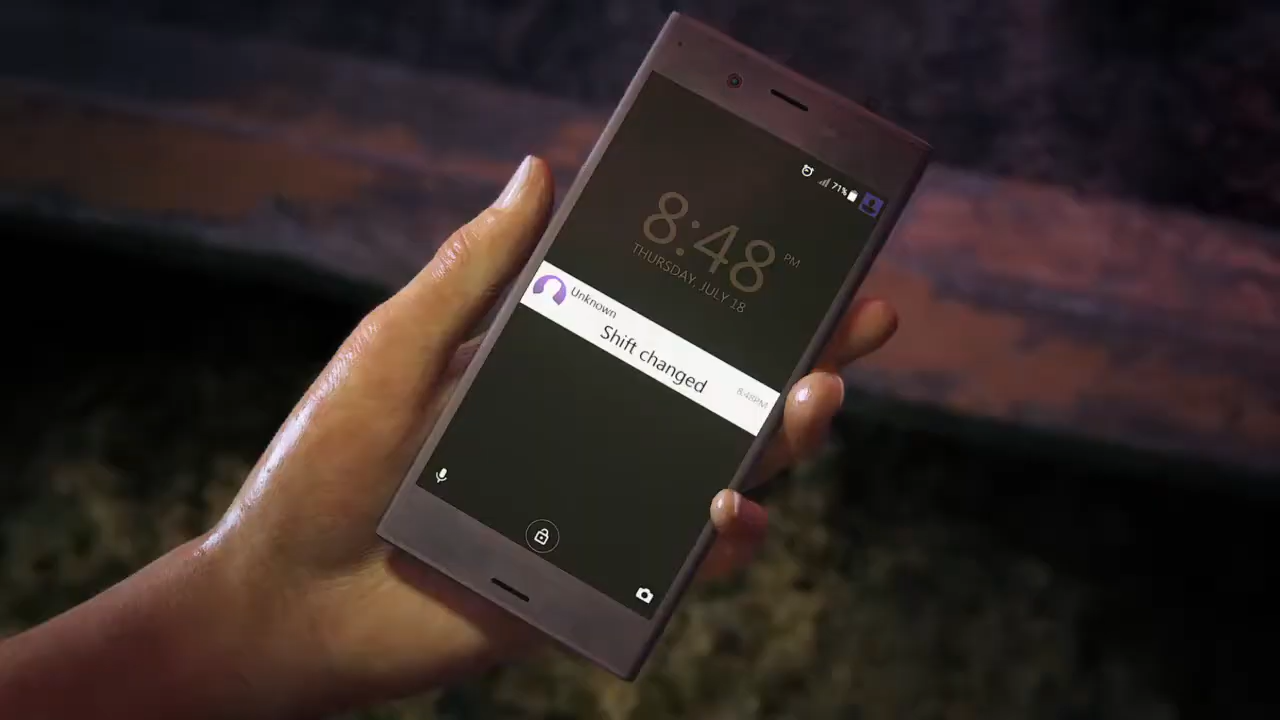 71%
8:48 PM
THURSDAY, JULY 18
Unknown
Shift changed
8:48PM